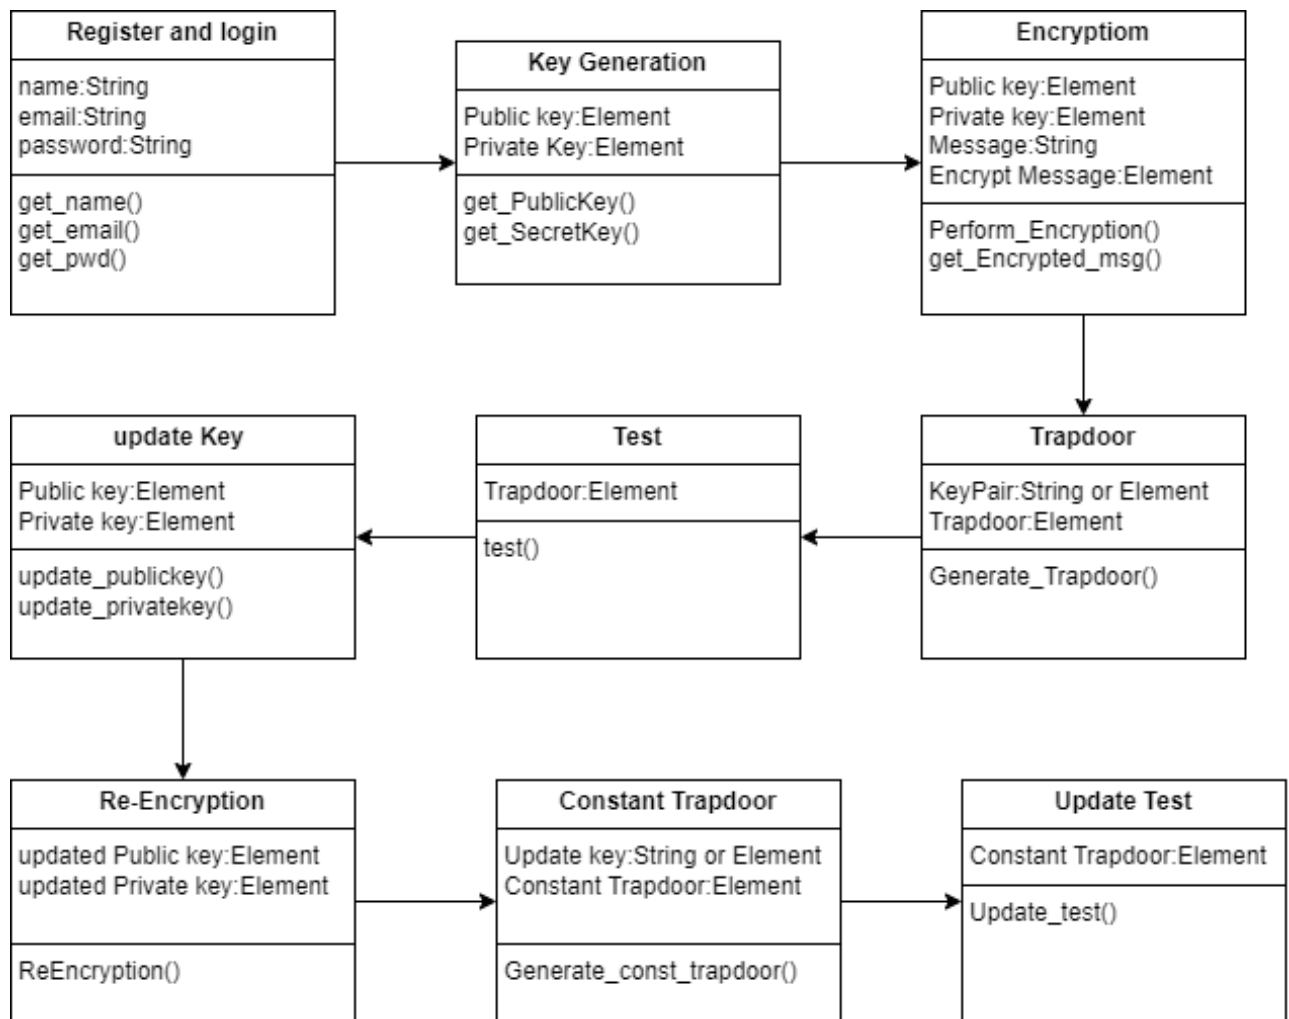 Register and login
name:String
email:String
password:String
get_name()
get_email()
get_pwd()
Key Generation
Public key:Element
Private Key:Element
get_PublicKey()
get_SecretKey()
Encryptiom
Public key:Element
Private key:Element
Message:String
Encrypt Message:Element
Perform_Encryption()
get_Encrypted_msg()
update Key
Public key:Element
Private key:Element
update_publickey()
update_privatekey()
Test
Trapdoor:Element
test()
Trapdoor
KeyPair:String or Element
Trapdoor:Element
Generate_Trapdoor()
Re-Encryption
updated Public key:Element
updated Private key:Element
ReEncryption()
Constant Trapdoor
Update key:String or Element
Constant Trapdoor:Element
Generate_const_trapdoor()
Update Test
Constant Trapdoor:Element
Update_test()